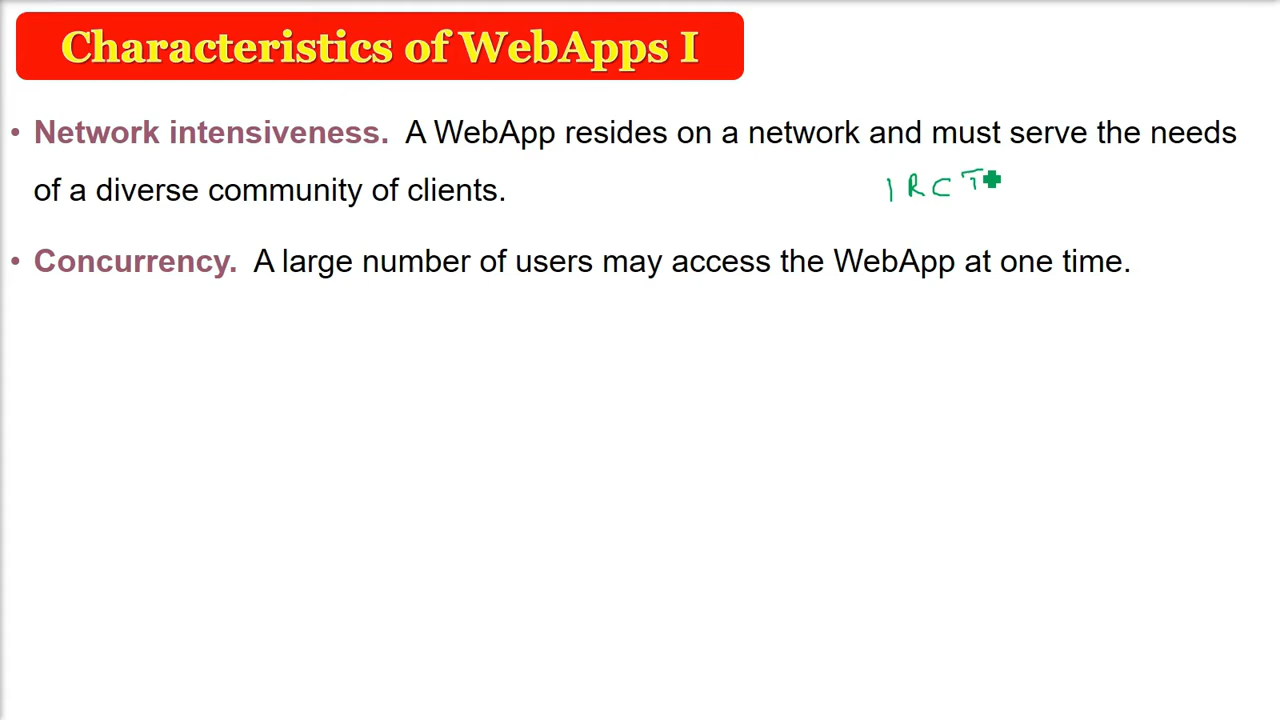 Characteristics of WebApps I
• Network intensiveness. A WebApp resides on a network and must serve the needs
of a diverse community of clients.
I R C T
• Concurrency. A large number of users may access the WebApp at one time.